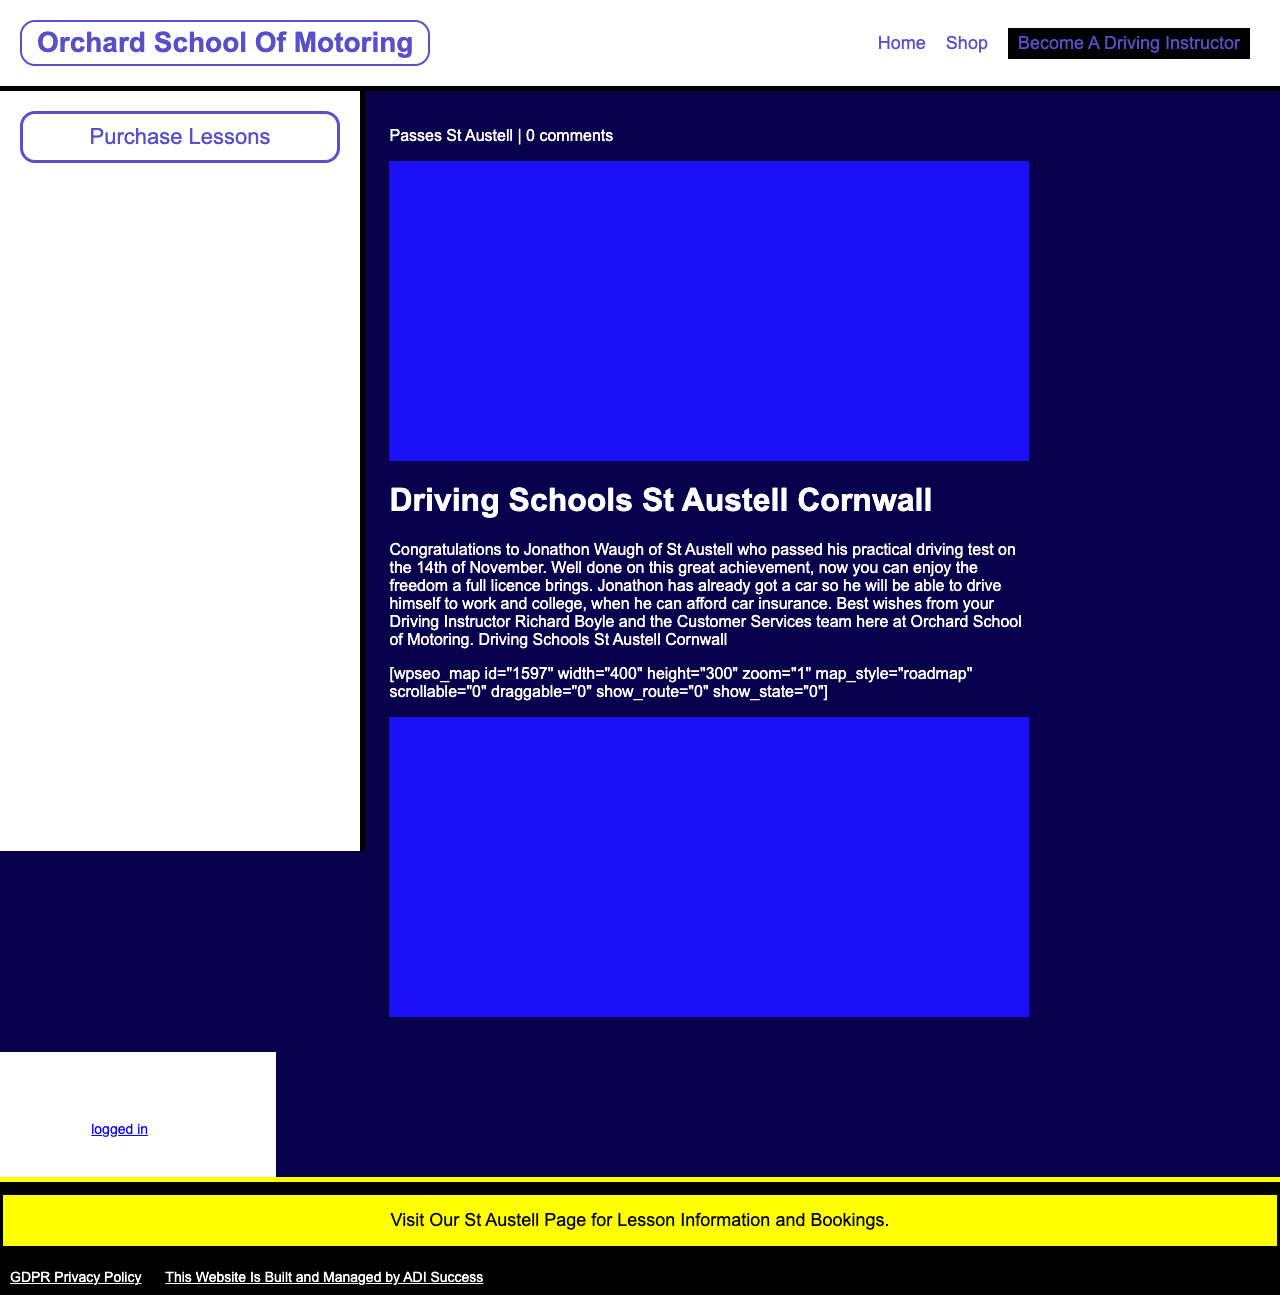 Orchard School Of Motoring
Home Shop Become A Driving Instructor
Purchase Lessons
Passes St Austell | 0 comments
Driving Schools St Austell Cornwall
Congratulations to Jonathon Waugh of St Austell who passed his practical driving test on
the 14th of November. Well done on this great achievement, now you can enjoy the
freedom a full licence brings. Jonathon has already got a car so he will be able to drive
himself to work and college, when he can afford car insurance. Best wishes from your
Driving Instructor Richard Boyle and the Customer Services team here at Orchard School
of Motoring. Driving Schools St Austell Cornwall
[wpseo_map id="1597" width="400" height="300" zoom="1" map_style="roadmap"
scrollable="0" draggable="0" show_route="0" show_state="0"]
logged in
Visit Our St Austell Page for Lesson Information and Bookings.
GDPR Privacy Policy This Website Is Built and Managed by ADI Success